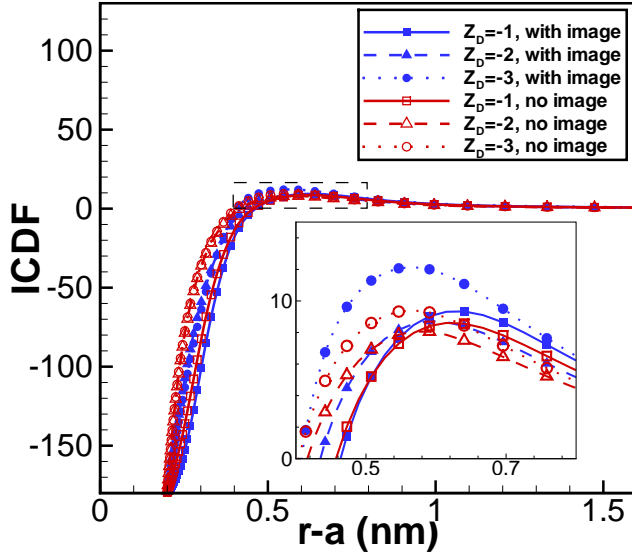 Z_D=-1, with image
Z_D=-2, with image
Z_D=-3, with image
Z_D=-1, no image
Z_D=-2, no image
Z_D=-3, no image
100
50
0
-50
-100
-150
ICDF
10
0
0.5 0.7
0 0.5 1 1.5
r-a (nm)